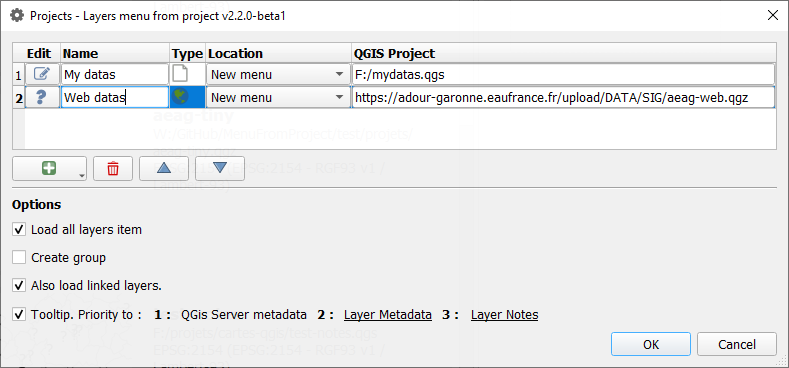 Projects - Layers menu from project v2.2.0-beta1
Edit Name Type Location QGIS Project
1 My datas New menu F:/mydatas.qgs
2 ? Web datas New menu https://adour-garonne.eaufrance.fr/upload/DATA/SIG/aeag-web.qgz
aeag-tiny
Options
Load all layers item
Create group
Also load linked layers.
Tooltip. Priority to : 1 : QGis Server metadata 2 : Layer Metadata 3 : Layer Notes
OK Cancel